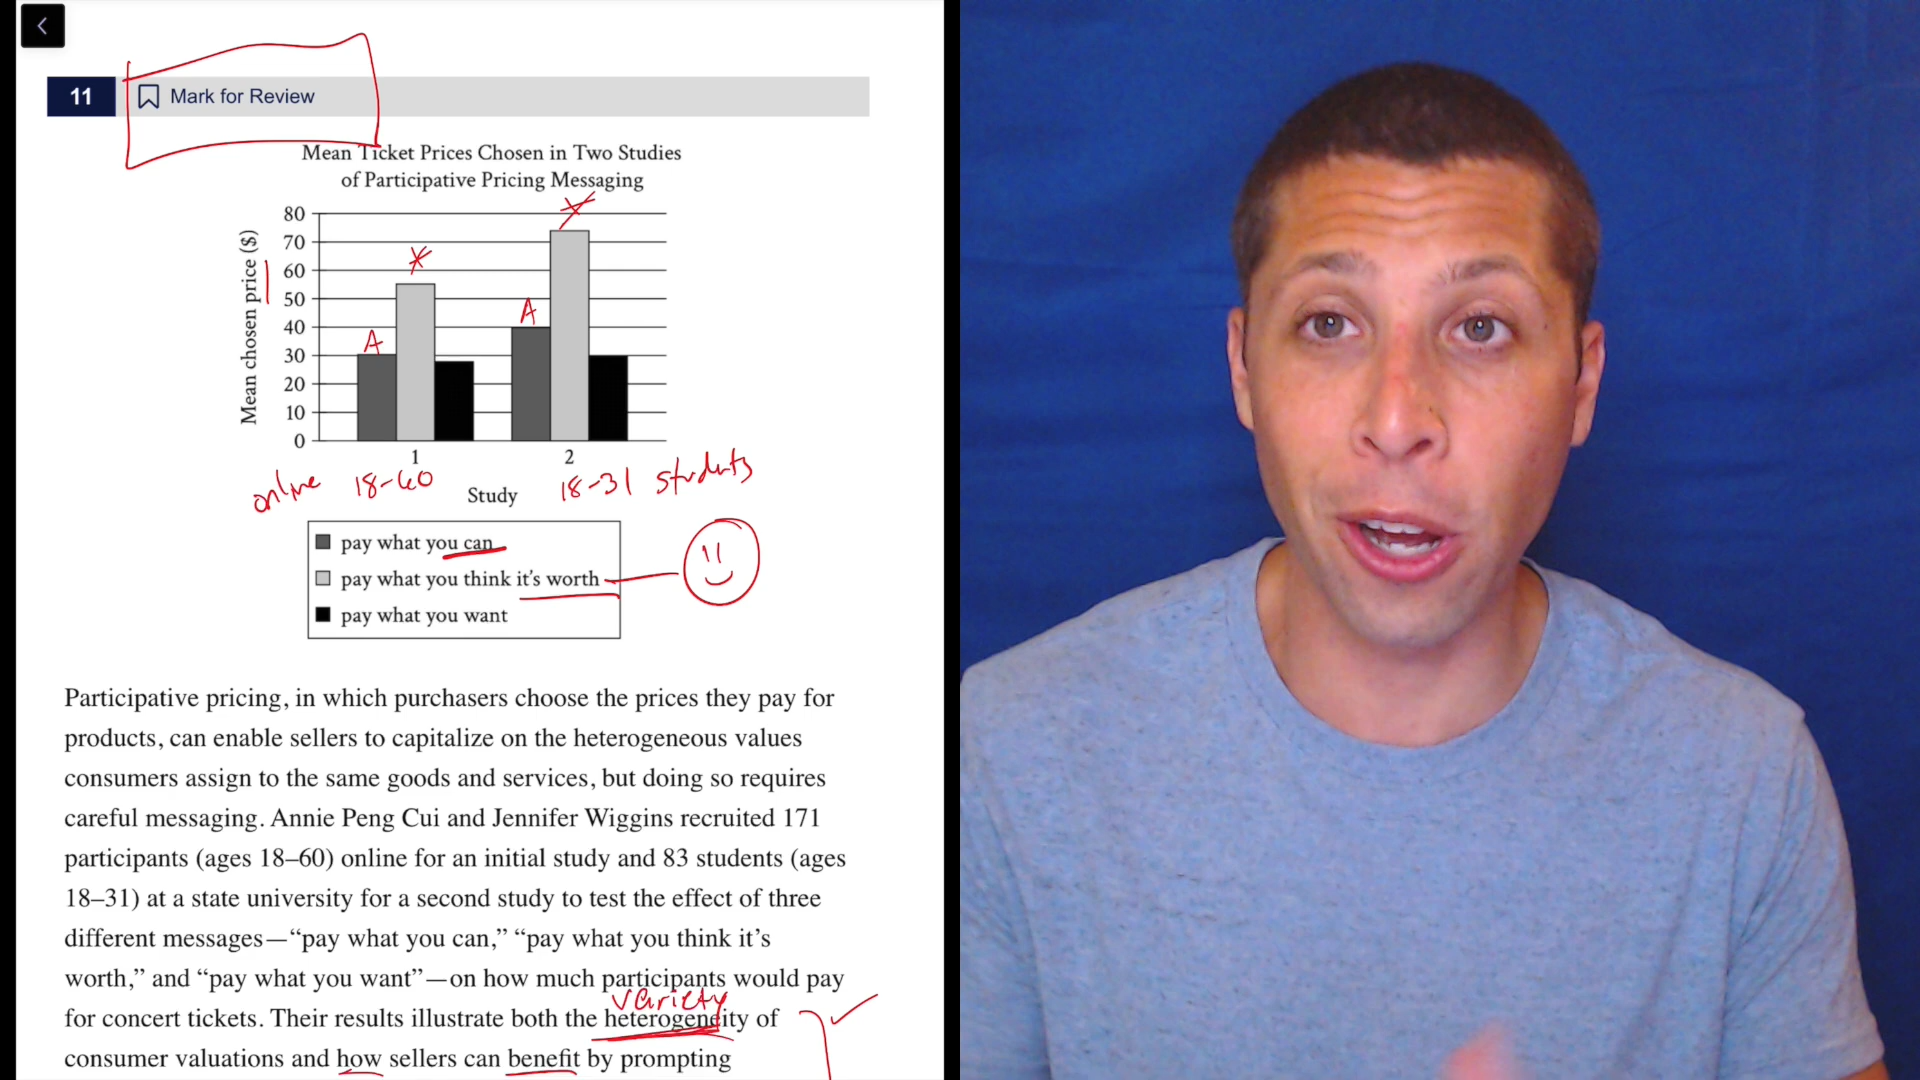 11 Mark for Review
Mean Ticket Prices Chosen in Two Studies
of Participative Pricing Messaging
Mean chosen price ($)
80
70
60
50
40
30
20
10
0
A
A
1 2
online 18-60 18-31 students
Study
pay what you can
pay what you think it's worth
pay what you want
Participative pricing, in which purchasers choose the prices they pay for
products, can enable sellers to capitalize on the heterogeneous values
consumers assign to the same goods and services, but doing so requires
careful messaging. Annie Peng Cui and Jennifer Wiggins recruited 171
participants (ages 18–60) online for an initial study and 83 students (ages
18–31) at a state university for a second study to test the effect of three
different messages—“pay what you can,” “pay what you think it’s
worth,” and “pay what you want”—on how much participants would pay
variety
for concert tickets. Their results illustrate both the heterogeneity of
consumer valuations and how sellers can benefit by prompting